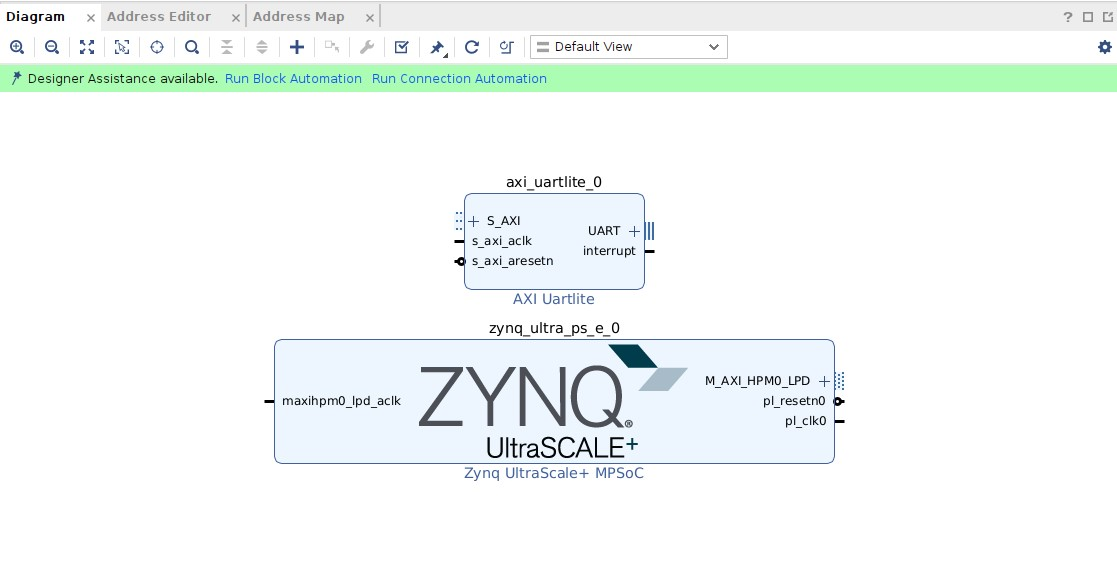 Diagram × Address Editor × Address Map × ?
Default View
Designer Assistance available. Run Block Automation Run Connection Automation
axi_uartlite_0
S_AXI
s_axi_aclk
s_axi_aresetn
UART
interrupt
AXI Uartlite
zynq_ultra_ps_e_0
maxihpm0_lpd_aclk
ZYNQ®
UltraSCALE+
M_AXI_HPM0_LPD
pl_resetn0
pl_clk0
Zynq UltraScale+ MPSoC